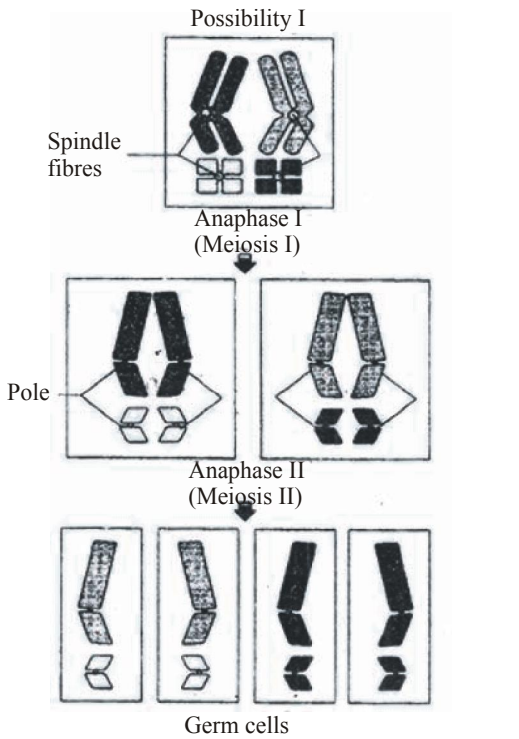 Possibility I
Spindle
fibres
Anaphase I
(Meiosis I)
Pole
Anaphase II
(Meiosis II)
Germ cells